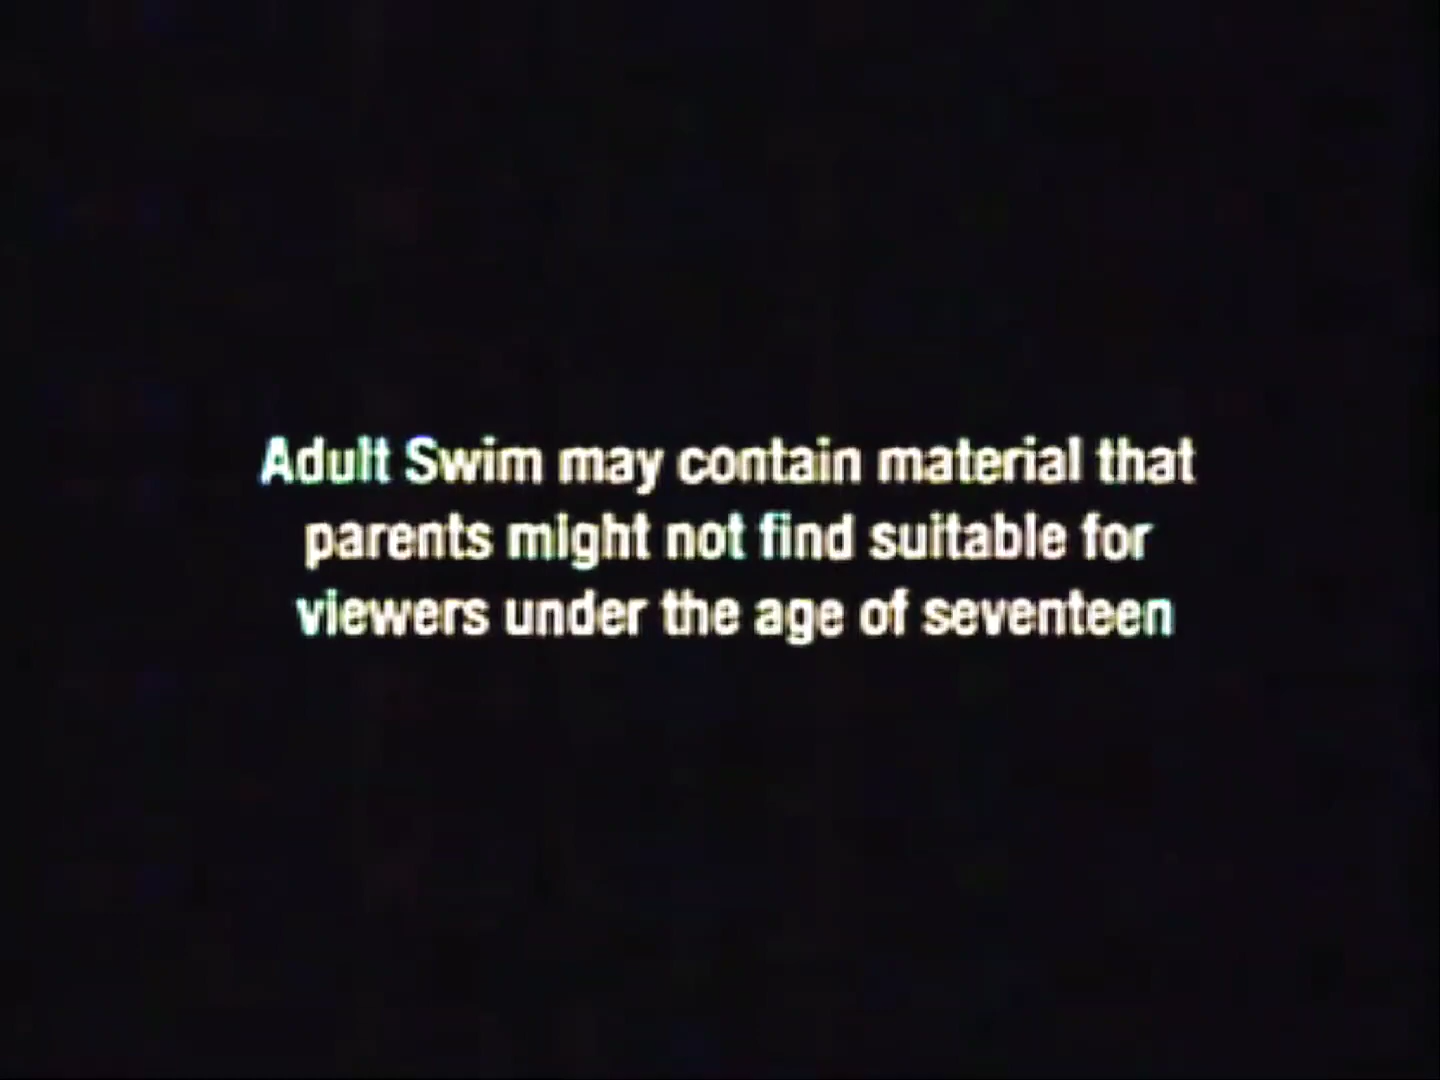 Adult Swim may contain material that
parents might not find suitable for
viewers under the age of seventeen